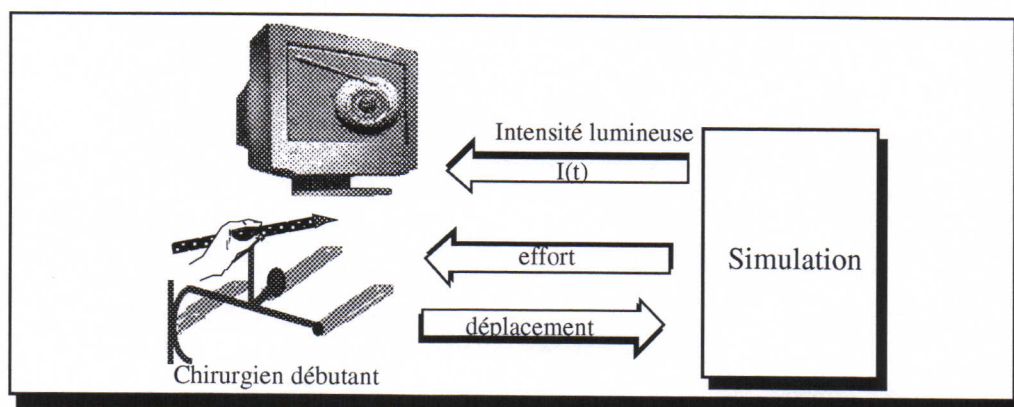 Intensité lumineuse
I(t)
effort
Simulation
déplacement
Chirurgien débutant